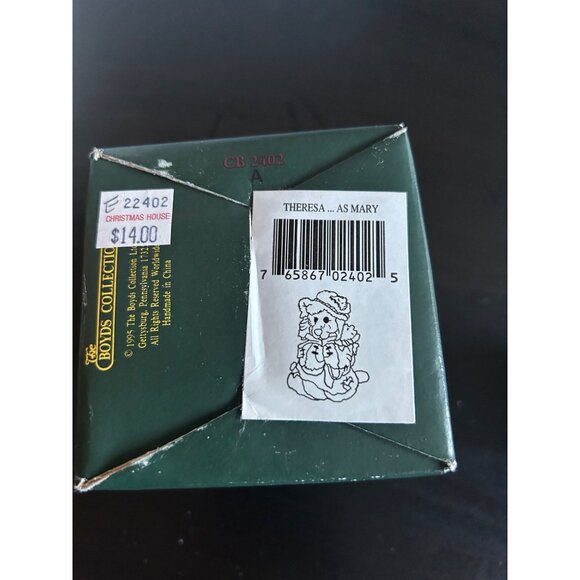 CB 2402
A
E 22402
CHRISTMAS HOUSE
$14.00
THERESA ... AS MARY
7 65867 02402 5
The
BOYDS COLLECTION
© 1995 The Boyds Collection Ltd.
Gettysburg, Pennsylvania 1732
All Rights Reserved Worldwide
Handmade in China